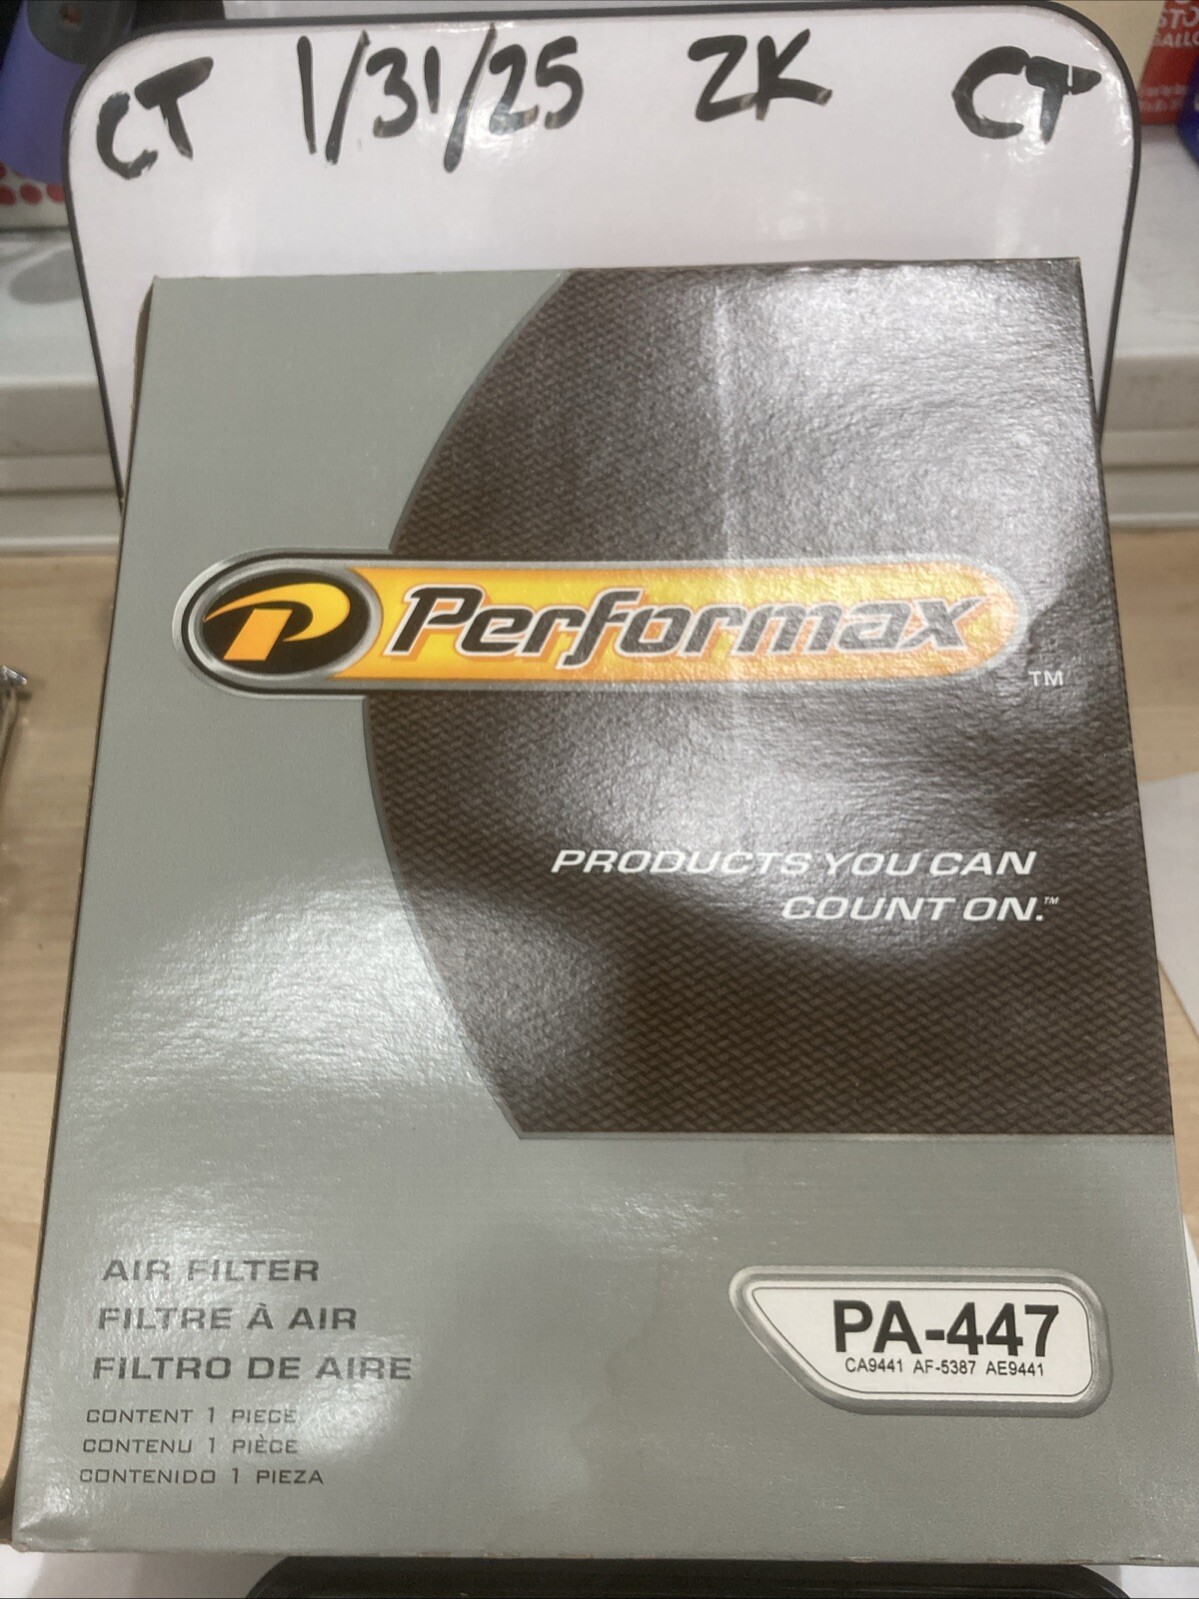 CT 1/31/25 ZK CT
P Performax TM
PRODUCTS YOU CAN
COUNT ON.™
AIR FILTER
FILTRE À AIR
FILTRO DE AIRE
CONTENT 1 PIECE
CONTENU 1 PIÈCE
CONTENIDO 1 PIEZA
PA-447
CA9441 AF-5387 AE9441